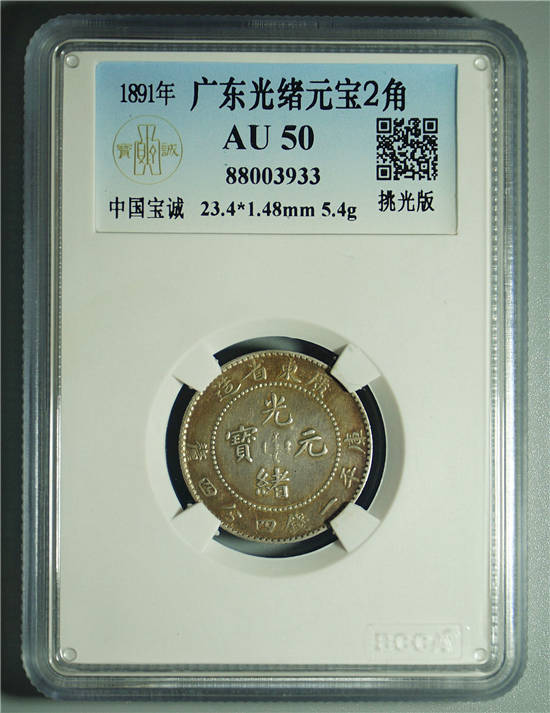 1891年 广东光绪元宝2角
AU 50
88003933
寶 誠
中国宝诚 23.4*1.48mm 5.4g 挑光版
造省東廣
光
寶 元
緒
庫平一錢四分四釐